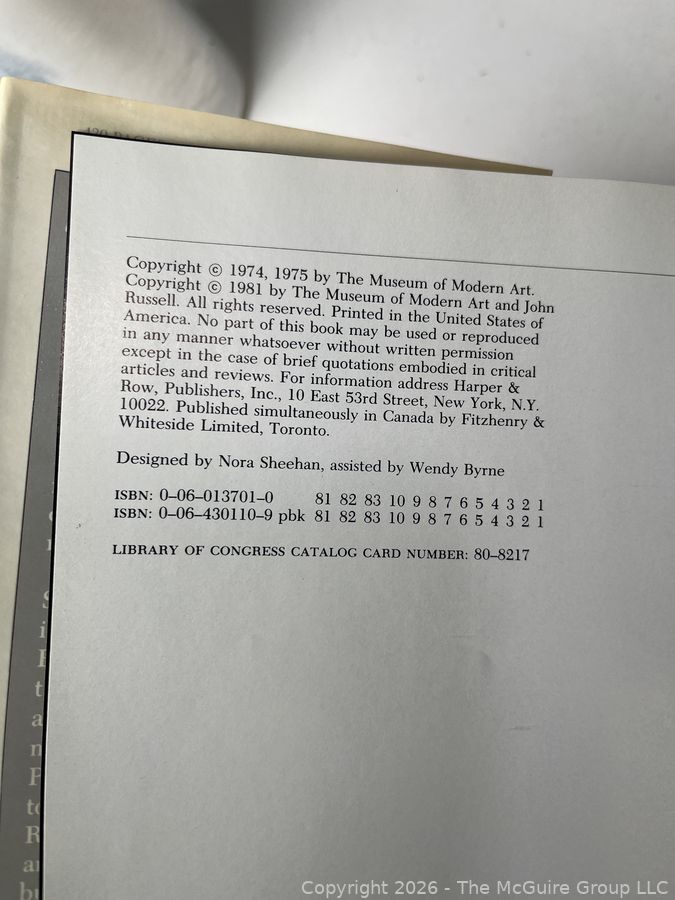 Copyright © 1974, 1975 by The Museum of Modern Art.
Copyright © 1981 by The Museum of Modern Art and John
Russell. All rights reserved. Printed in the United States of
America. No part of this book may be used or reproduced
in any manner whatsoever without written permission
except in the case of brief quotations embodied in critical
articles and reviews. For information address Harper &
Row, Publishers, Inc., 10 East 53rd Street, New York, N.Y.
10022. Published simultaneously in Canada by Fitzhenry &
Whiteside Limited, Toronto.
Designed by Nora Sheehan, assisted by Wendy Byrne
ISBN: 0–06–013701–0 81 82 83 10 9 8 7 6 5 4 3 2 1
ISBN: 0–06–430110–9 pbk 81 82 83 10 9 8 7 6 5 4 3 2 1
LIBRARY OF CONGRESS CATALOG CARD NUMBER: 80–8217
Copyright 2026 - The McGuire Group LLC